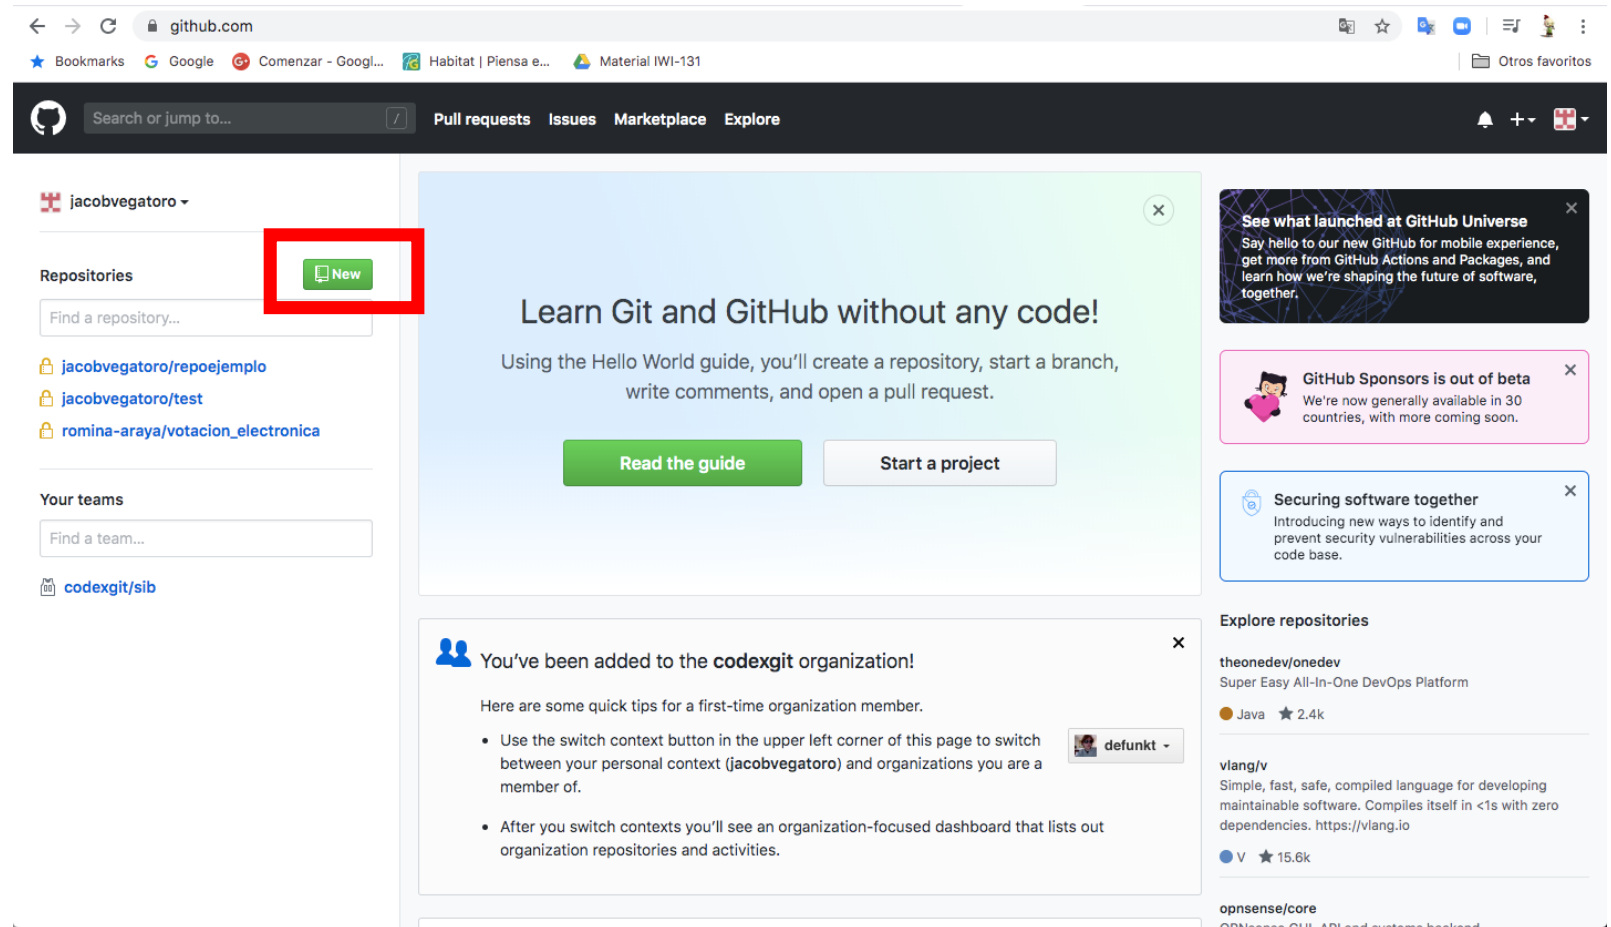 github.com
Bookmarks
Google
Comenzar - Googl...
Habitat | Piensa e...
Material IWI-131
Otros favoritos
Search or jump to...
/
Pull requests
Issues
Marketplace
Explore
jacobvegatoro
Repositories
New
Find a repository...
jacobvegatoro/repoejemplo
jacobvegatoro/test
romina-araya/votacion_electronica
Your teams
Find a team...
codexgit/sib
Learn Git and GitHub without any code!
Using the Hello World guide, you'll create a repository, start a branch,
write comments, and open a pull request.
Read the guide
Start a project
You've been added to the codexgit organization!
Here are some quick tips for a first-time organization member.
• Use the switch context button in the upper left corner of this page to switch
between your personal context (jacobvegatoro) and organizations you are a
member of.
defunkt
• After you switch contexts you'll see an organization-focused dashboard that lists out
organization repositories and activities.
See what launched at GitHub Universe
Say hello to our new GitHub for mobile experience,
get more from GitHub Actions and Packages, and
learn how we're shaping the future of software,
together.
GitHub Sponsors is out of beta
We're now generally available in 30
countries, with more coming soon.
Securing software together
Introducing new ways to identify and
prevent security vulnerabilities across your
code base.
Explore repositories
theonedev/onedev
Super Easy All-In-One DevOps Platform
Java
2.4k
vlang/v
Simple, fast, safe, compiled language for developing
maintainable software. Compiles itself in <1s with zero
dependencies. https://vlang.io
V
15.6k
opnsense/core
OPNsense GUI, API and systems backend